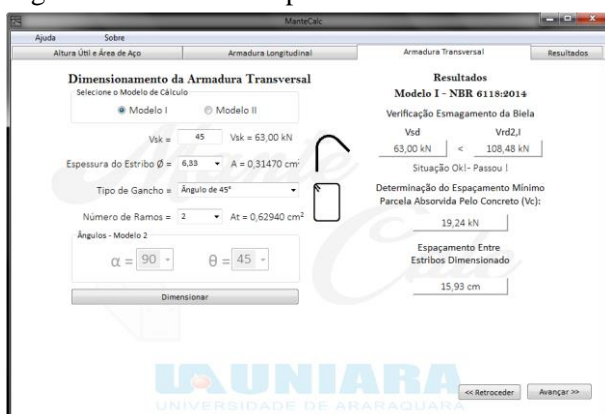 ManteCalc
Ajuda Sobre
Altura Útil e Área de Aço Armadura Longitudinal Armadura Transversal Resultados
Dimensionamento da Armadura Transversal
Selecione o Modelo de Cálculo
Modelo I Modelo II
Vsk = 45 Vsk = 63,00 kN
Espessura do Estribo Ø = 6,33 A = 0,31470 cm²
Tipo de Gancho = Ângulo de 45°
Número de Ramos = 2 At = 0,62940 cm²
Ângulos - Modelo 2
α = 90 θ = 45
Dimensionar
Resultados
Modelo I - NBR 6118:2014
Verificação Esmagamento da Biela
Vsd Vrd2,I
63,00 kN < 108,48 kN
Situação Ok!- Passou !
Determinação do Espaçamento Mínimo
Parcela Absorvida Pelo Concreto (Vc):
19,24 kN
Espaçamento Entre
Estribos Dimensionado
15,93 cm
Mante
Calc
UNIARA
UNIVERSIDADE DE ARARAQUARA
<< Retroceder Avançar >>